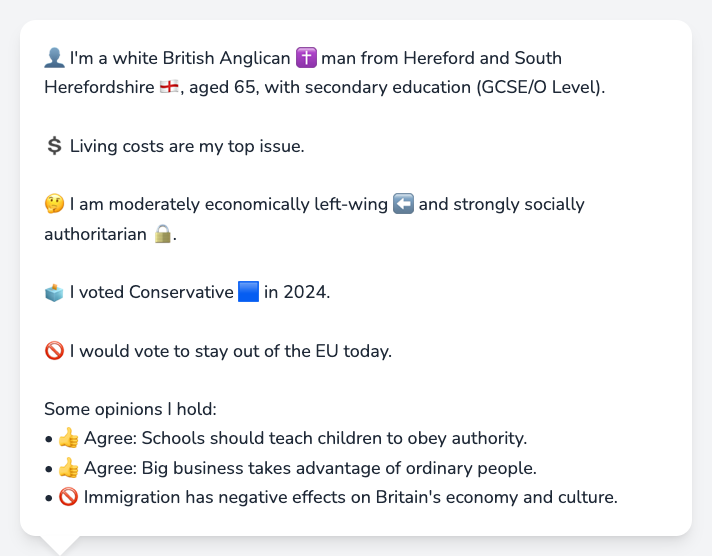 👤 I'm a white British Anglican ✝️ man from Hereford and South
Herefordshire 🏴󠁧󠁢󠁥󠁮󠁧󠁿, aged 65, with secondary education (GCSE/O Level).
💲 Living costs are my top issue.
🤔 I am moderately economically left-wing ⬅️ and strongly socially
authoritarian 🔒.
🗳️ I voted Conservative 🟦 in 2024.
🚫 I would vote to stay out of the EU today.
Some opinions I hold:
• 👍 Agree: Schools should teach children to obey authority.
• 👍 Agree: Big business takes advantage of ordinary people.
• 🚫 Immigration has negative effects on Britain's economy and culture.